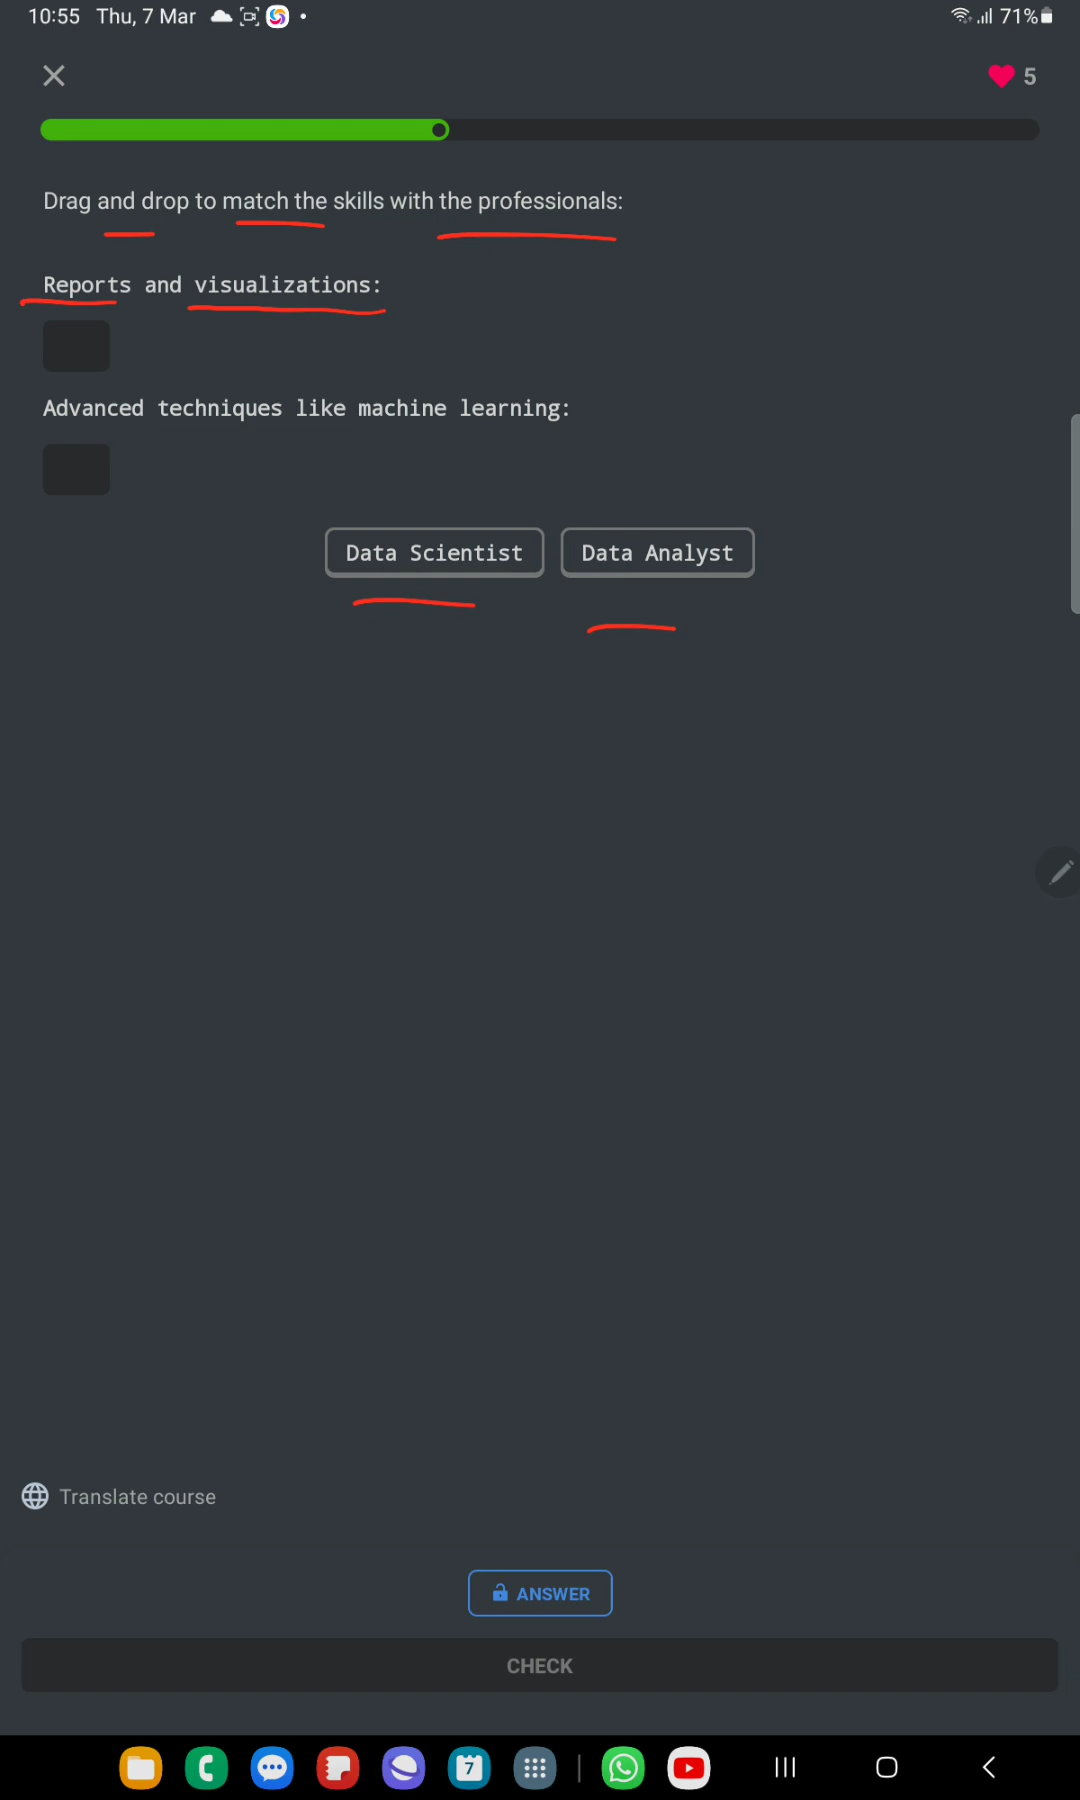 10:55 Thu, 7 Mar 71%
5
Drag and drop to match the skills with the professionals:
Reports and visualizations:
Advanced techniques like machine learning:
Data Scientist Data Analyst
Translate course
ANSWER
CHECK
7